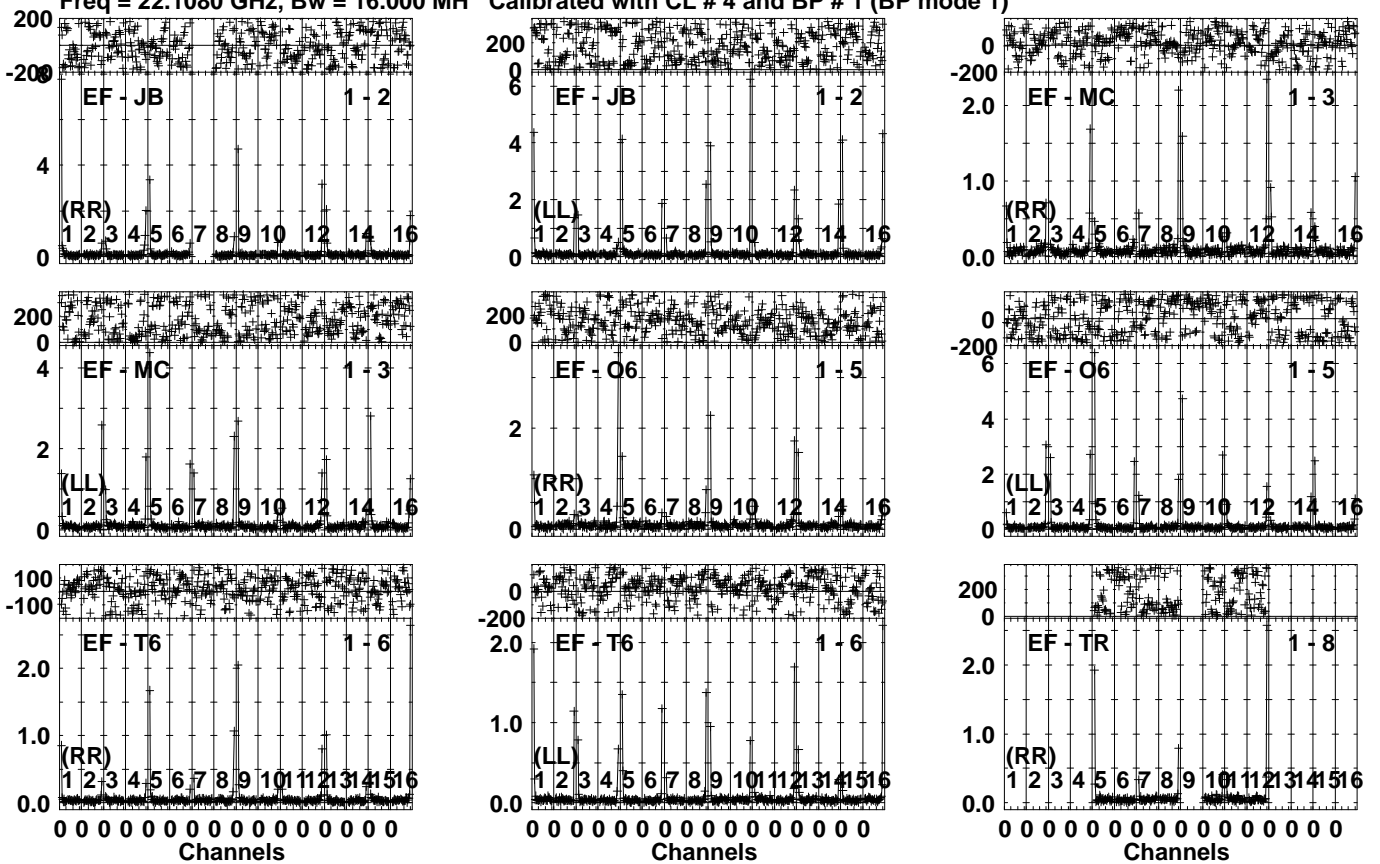 Freq = 22.1080 GHz, Bw = 16.000 MH Calibrated with CL # 4 and BP # 1 (BP mode 1)
200
-200
EF - JB 1 - 2
4
(RR)
1 2 3 4 5 6 7 8 9 10 12 14 16
0
200
0
6
EF - JB 1 - 2
4
2
(LL)
1 2 3 4 5 6 7 8 9 10 12 14 16
0
0
-200
2.0
EF - MC 1 - 3
1.0
(RR)
1 2 3 4 5 6 7 8 9 10 12 14 16
0.0
200
0
4
EF - MC 1 - 3
2
(LL)
1 2 3 4 5 6 7 8 9 10 12 14 16
0
200
0
EF - O6 1 - 5
2
(RR)
1 2 3 4 5 6 7 8 9 10 12 14 16
0
0
-200
6
EF - O6 1 - 5
4
2
(LL)
1 2 3 4 5 6 7 8 9 10 12 14 16
0
100
-100
EF - T6 1 - 6
2.0
1.0
(RR)
1 2 3 4 5 6 7 8 9 10 11 12 13 14 15 16
0.0
0 0 0 0 0 0 0 0 0 0 0 0 0 0 0 0
Channels
0
-200
2.0
EF - T6 1 - 6
1.0
(LL)
1 2 3 4 5 6 7 8 9 10 11 12 13 14 15 16
0.0
0 0 0 0 0 0 0 0 0 0 0 0 0 0 0 0
Channels
200
0
EF - TR 1 - 8
2.0
1.0
(RR)
1 2 3 4 5 6 7 8 9 10 11 12 13 14 15 16
0.0
0 0 0 0 0 0 0 0 0 0 0 0 0 0 0 0
Channels